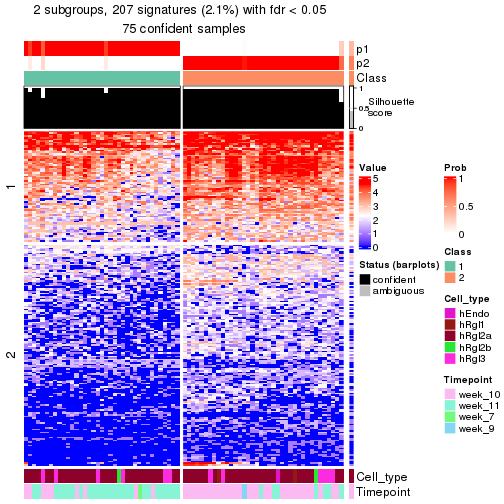 2 subgroups, 207 signatures (2.1%) with fdr < 0.05
75 confident samples
p1
p2
Class
1
0.5
0
Silhouette
score
1
2
Value
5
4
3
2
1
0
Status (barplots)
confident
ambiguous
Prob
1
0.5
0
Class
1
2
Cell_type
hEndo
hRgl1
hRgl2a
hRgl2b
hRgl3
Timepoint
week_10
week_11
week_7
week_9
Cell_type
Timepoint